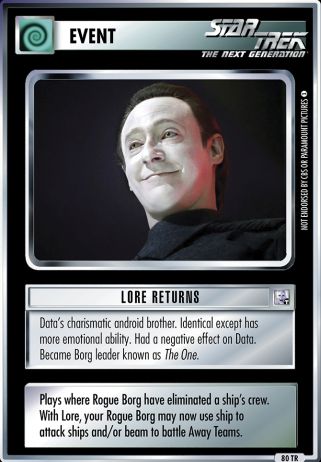 EVENT
STAR TREK
THE NEXT GENERATION®
NOT ENDORSED BY CBS OR PARAMOUNT PICTURES
LORE RETURNS
Data's charismatic android brother. Identical except has
more emotional ability. Had a negative effect on Data.
Became Borg leader known as The One.
Plays where Rogue Borg have eliminated a ship's crew.
With Lore, your Rogue Borg may now use ship to
attack ships and/or beam to battle Away Teams.
80 TR